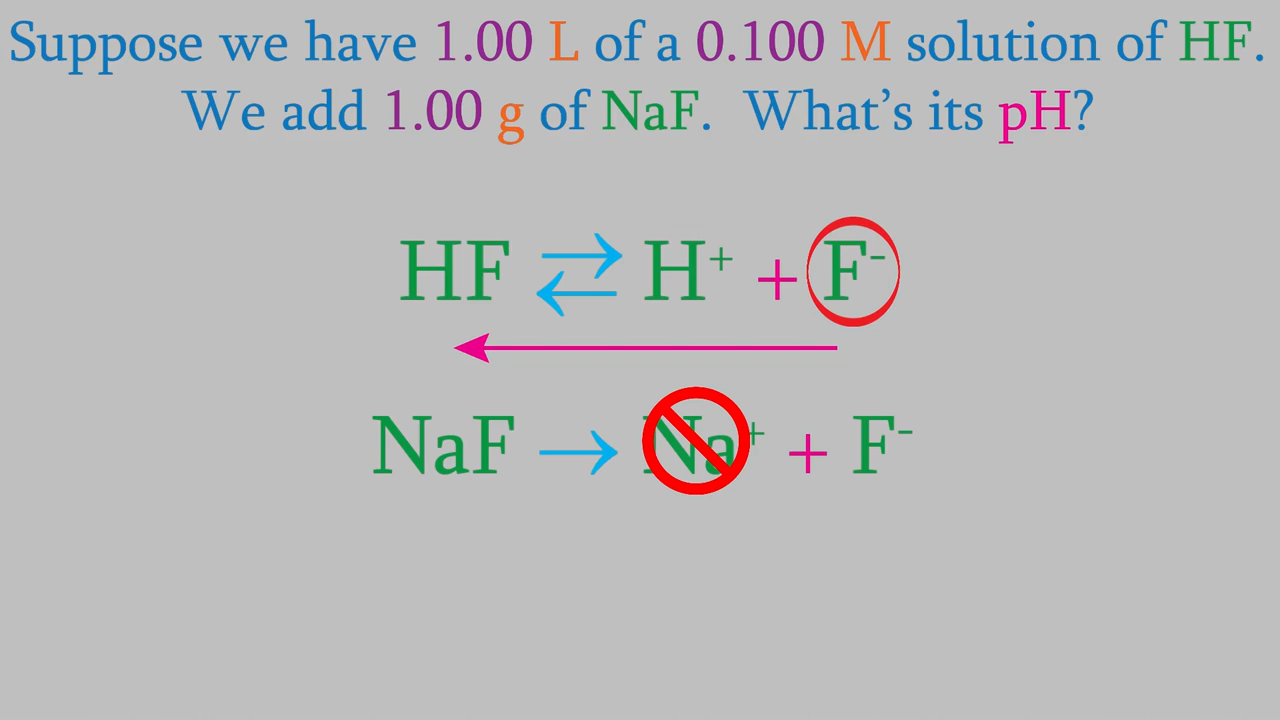 Suppose we have 1.00 L of a 0.100 M solution of HF.
We add 1.00 g of NaF. What's its pH?
HF ⇄ H⁺ + F⁻
NaF → Na⁺ + F⁻